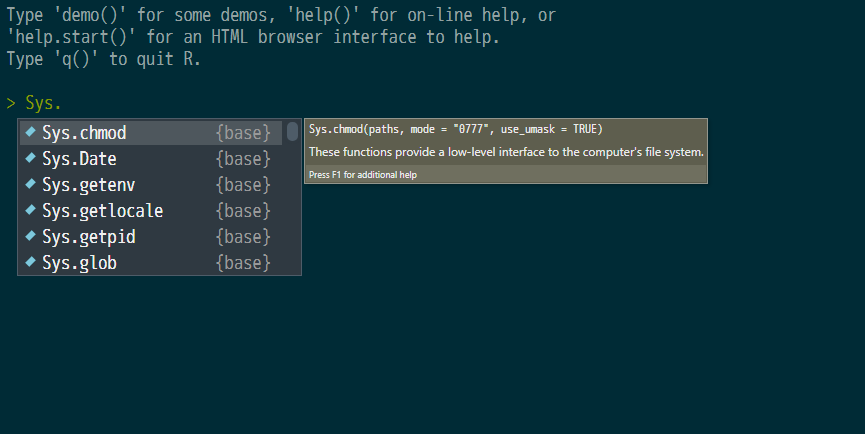 Type 'demo()' for some demos, 'help()' for on-line help, or
'help.start()' for an HTML browser interface to help.
Type 'q()' to quit R.
> Sys.
Sys.chmod {base}
Sys.Date {base}
Sys.getenv {base}
Sys.getlocale {base}
Sys.getpid {base}
Sys.glob {base}
Sys.chmod(paths, mode = "0777", use_umask = TRUE)
These functions provide a low-level interface to the computer's file system.
Press F1 for additional help